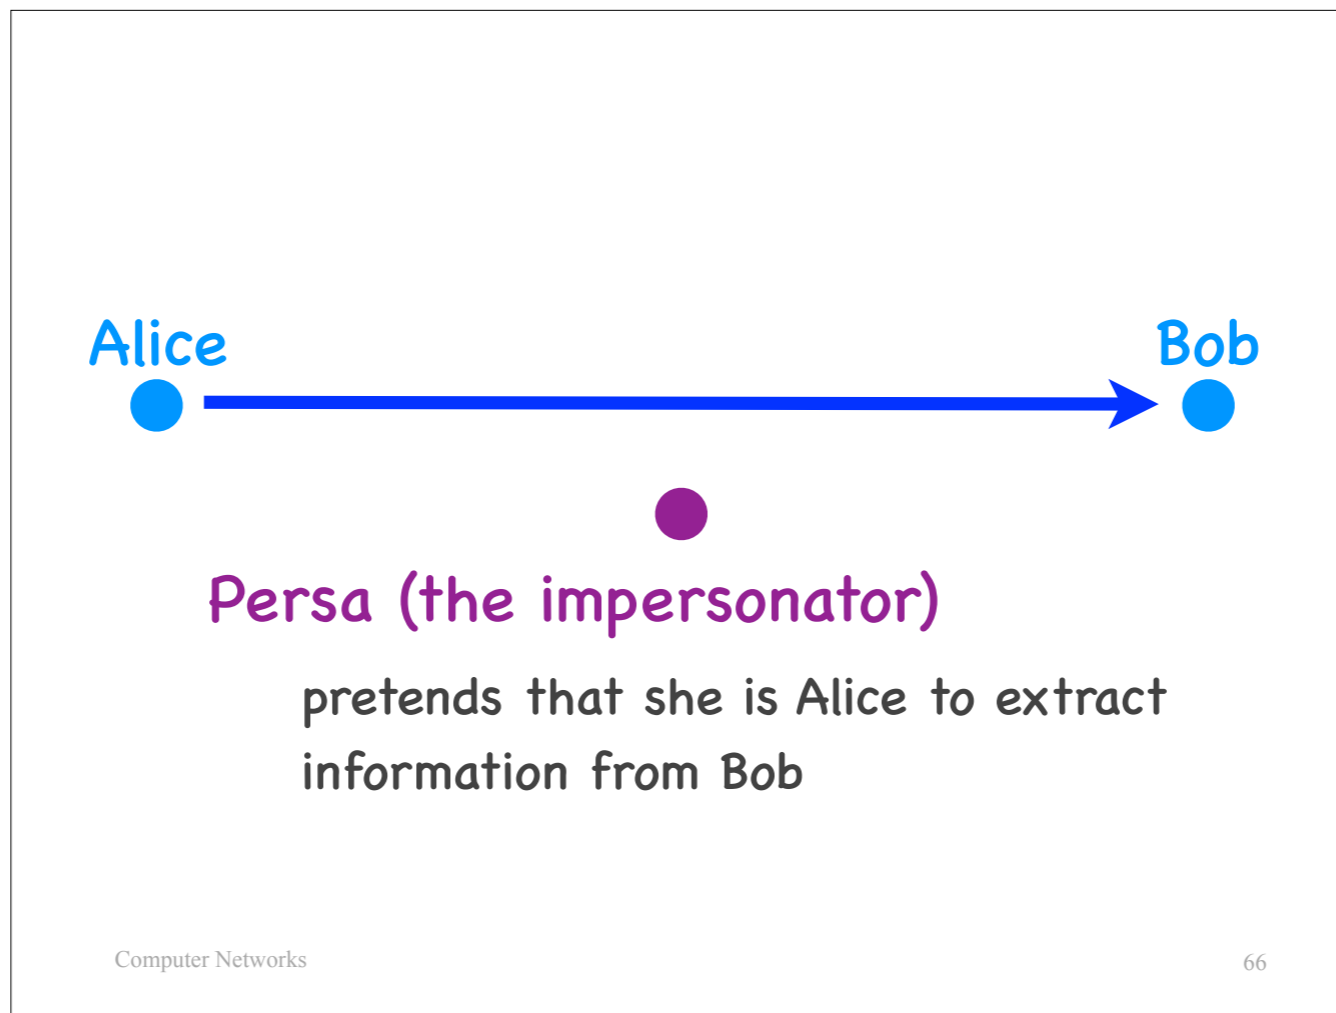 Alice
Bob
Persa (the impersonator)
pretends that she is Alice to extract
information from Bob
Computer Networks
66